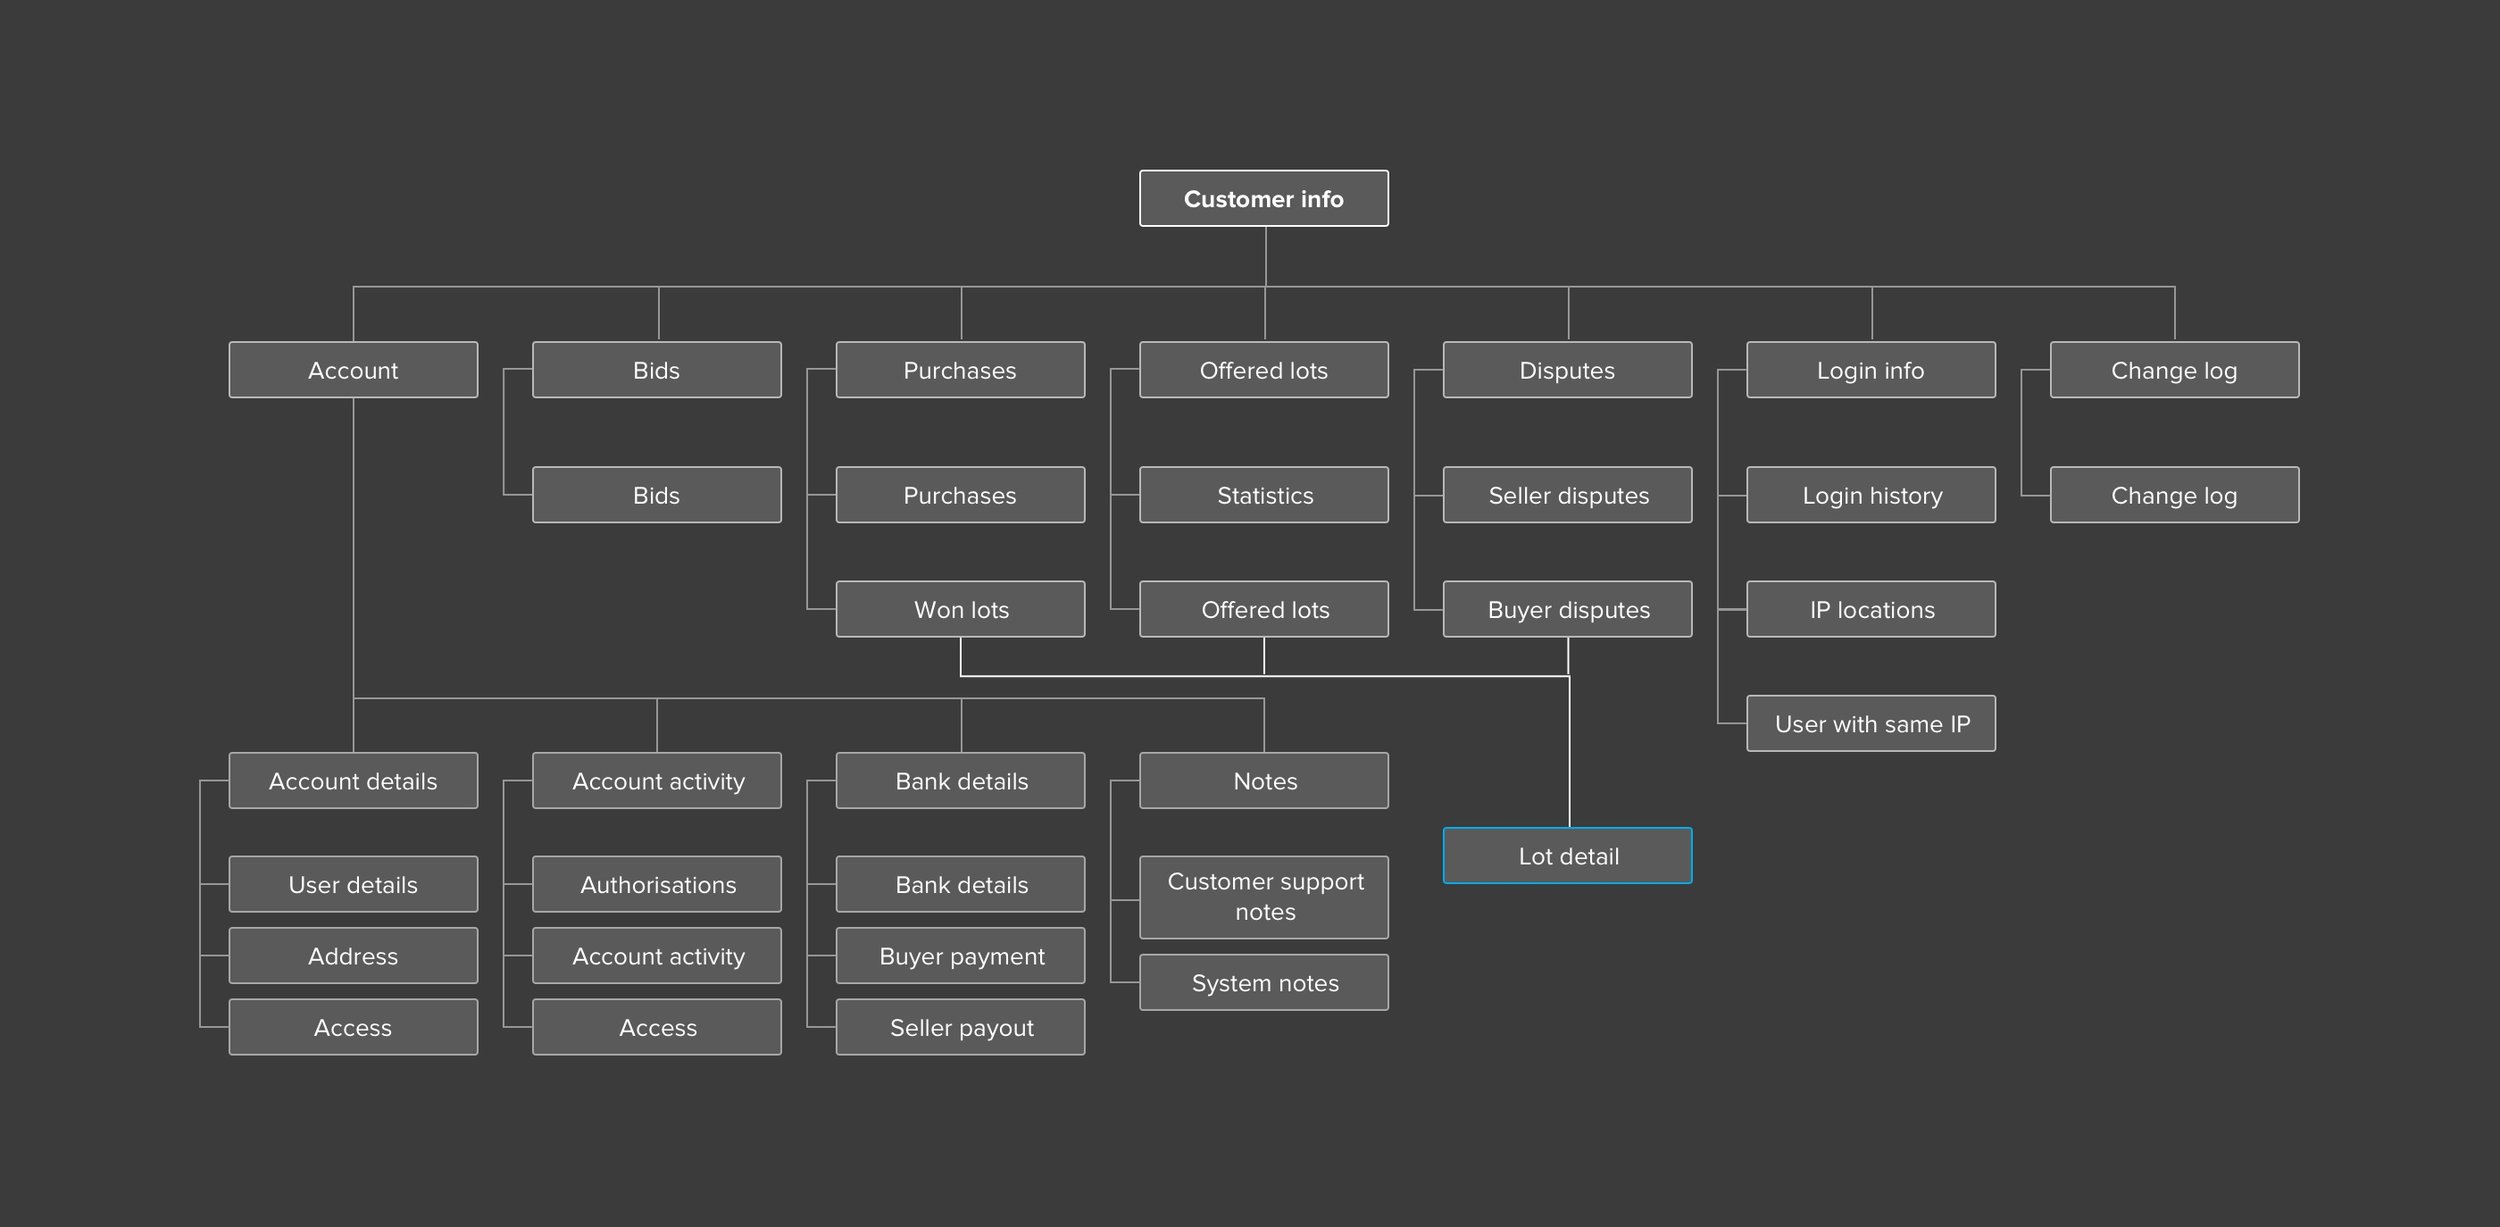 Customer info
Account
Bids
Purchases
Offered lots
Disputes
Login info
Change log
Bids
Purchases
Statistics
Seller disputes
Login history
Change log
Won lots
Offered lots
Buyer disputes
IP locations
User with same IP
Account details
Account activity
Bank details
Notes
Lot detail
User details
Authorisations
Bank details
Customer support
notes
Address
Account activity
Buyer payment
System notes
Access
Access
Seller payout